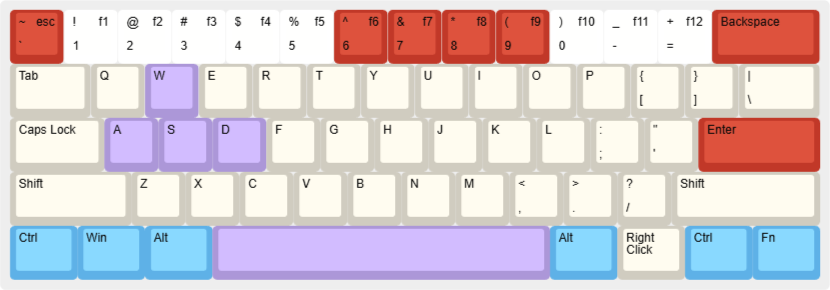 ~ esc ! f1 @ f2 # f3 $ f4 % f5 ^ f6 & f7 * f8 ( f9 ) f10 _ f11 + f12 Backspace
` 1 2 3 4 5 6 7 8 9 0 - =
Tab Q W E R T Y U I O P { } |
[ ] \
Caps Lock A S D F G H J K L : " Enter
; '
Shift Z X C V B N M < > ? Shift
, . /
Ctrl Win Alt Alt Right Ctrl Fn
Click